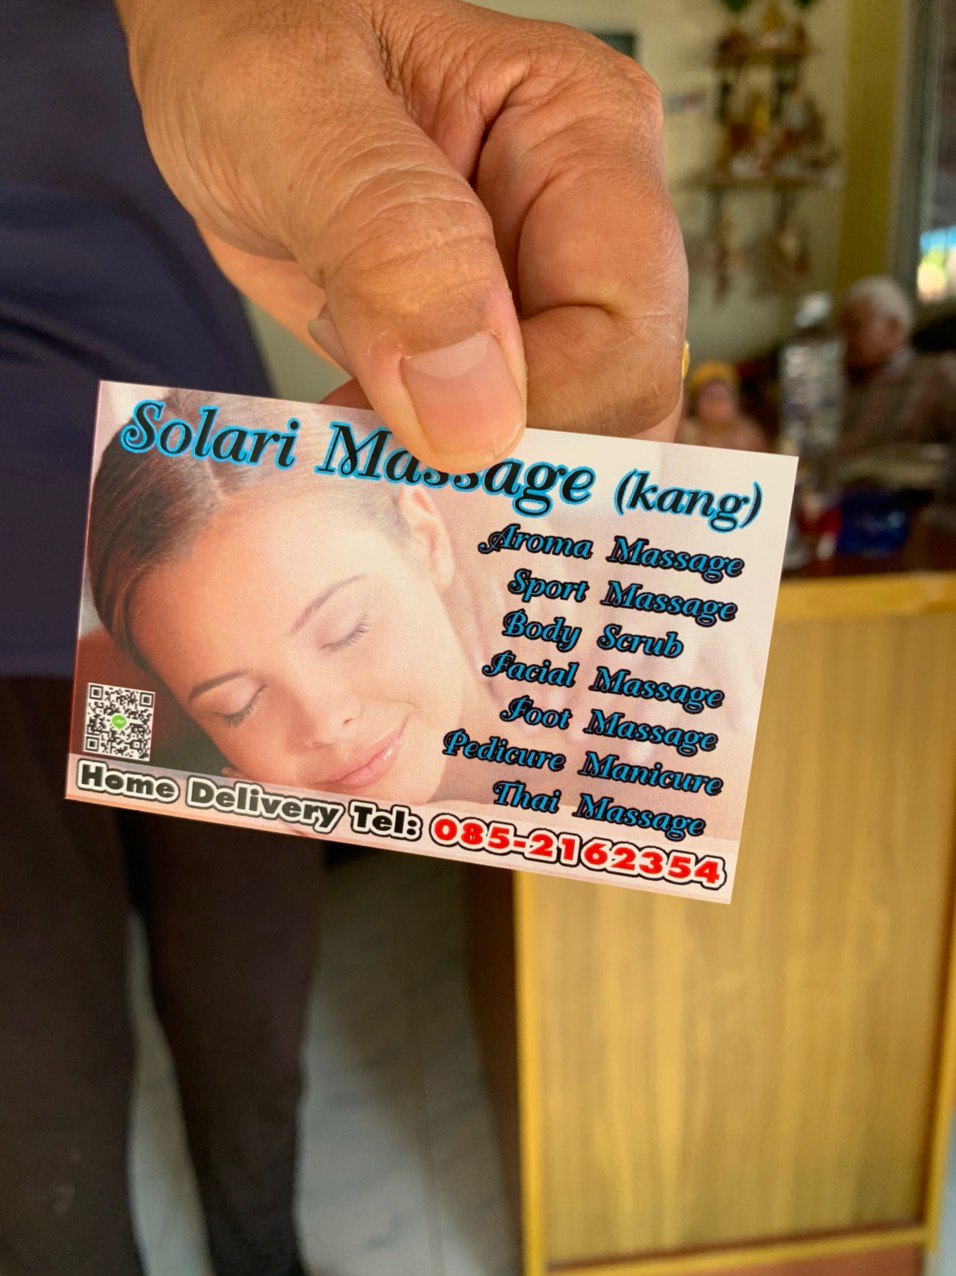 Solari Massage (kang)
Aroma Massage
Sport Massage
Body Scrub
Facial Massage
Foot Massage
Pedicure Manicure
Thai Massage
Home Delivery Tel: 085-2162354